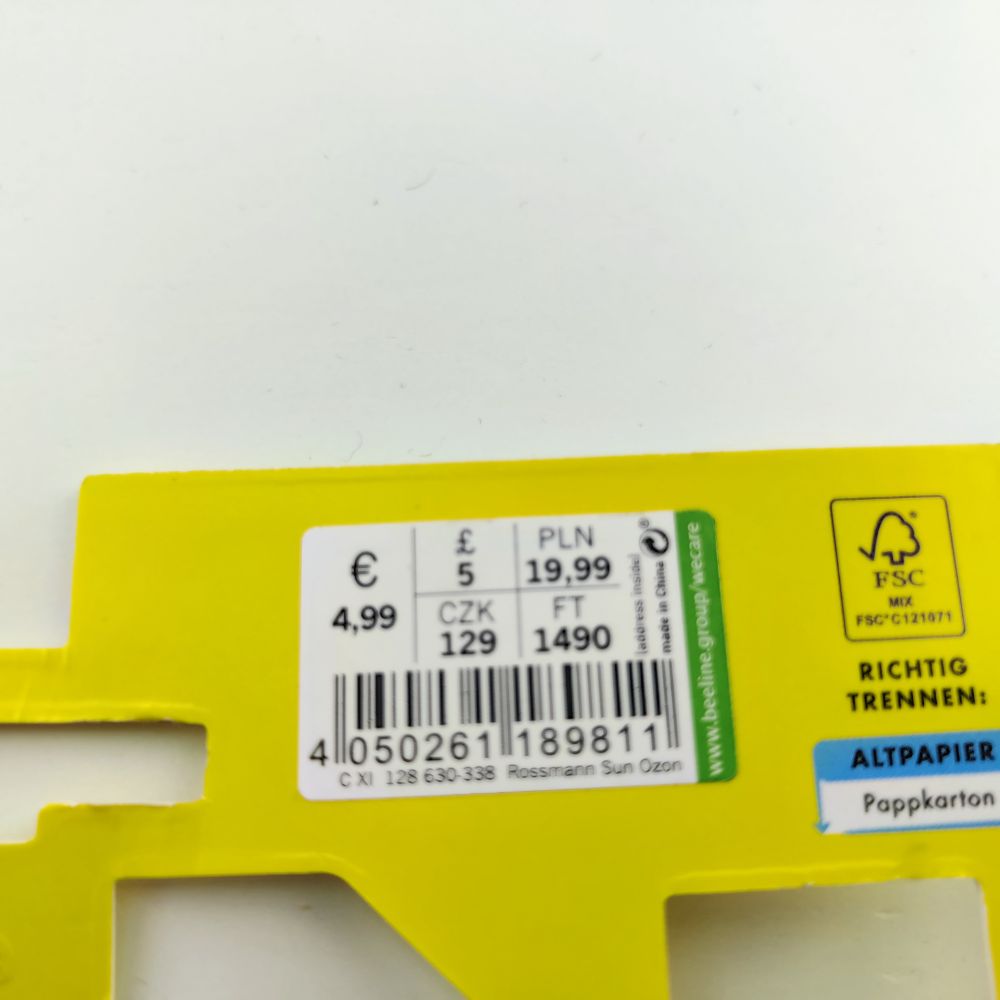 €
4,99
£
5
PLN
19,99
CZK
129
FT
1490
(address inside)
made in China
www.beeline.group/wecare
4 050261 189811
C XI 128 630-338 Rossmann Sun Ozon
FSC
MIX
FSC® C121071
RICHTIG
TRENNEN:
ALTPAPIER
Pappkarton